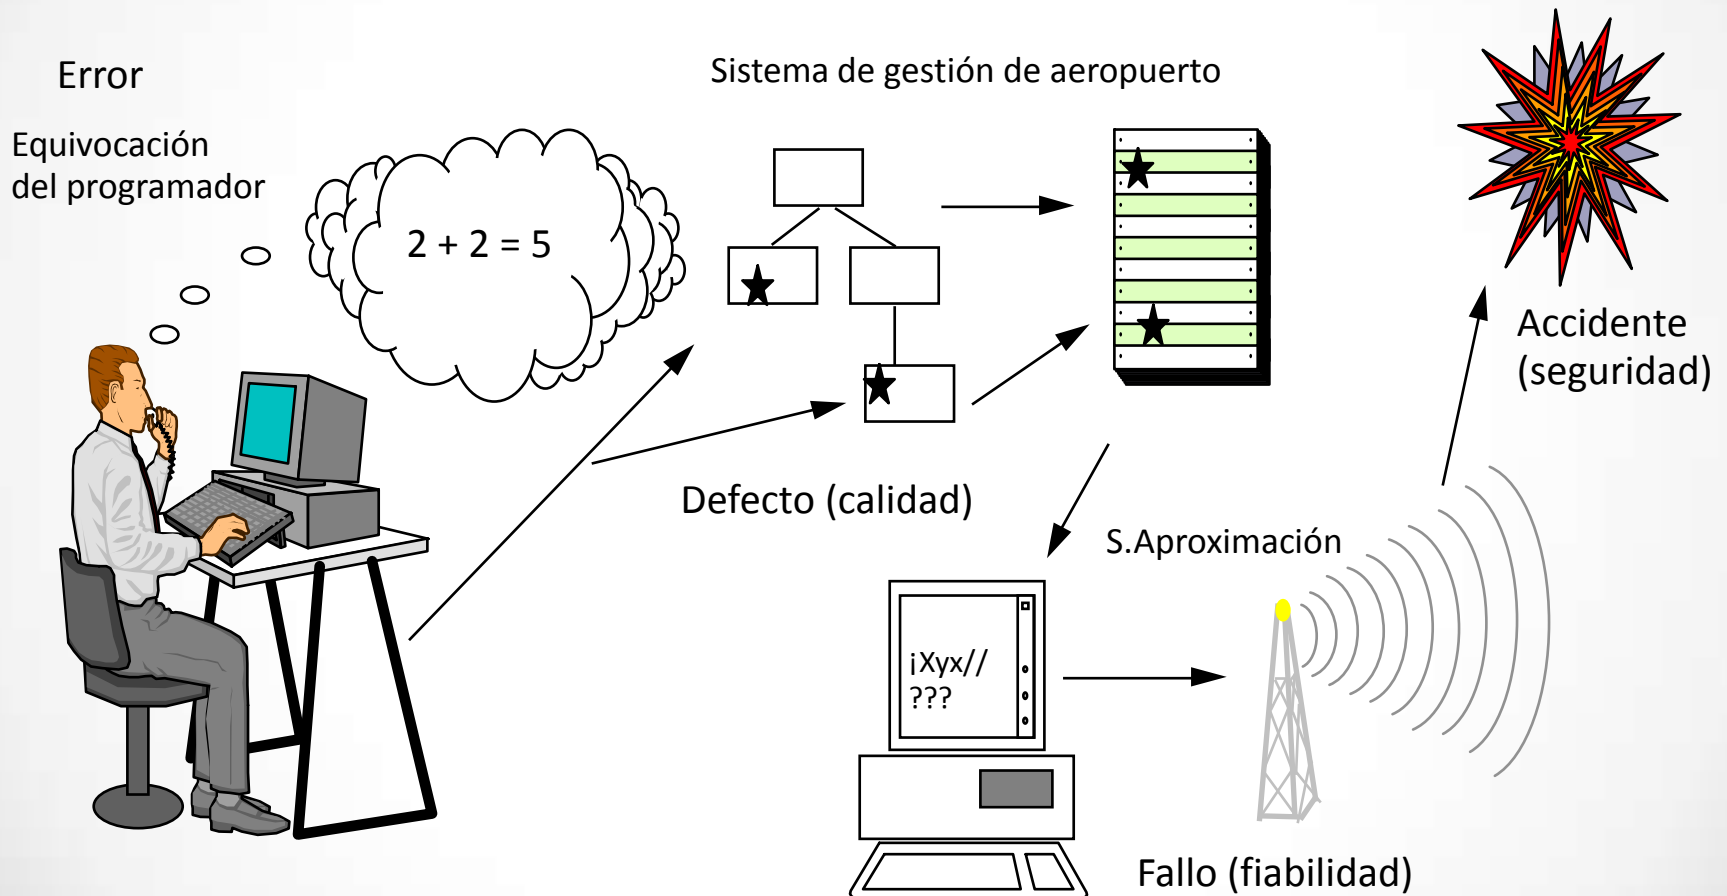 Error
Equivocación
del programador
2 + 2 = 5
Sistema de gestión de aeropuerto
Defecto (calidad)
S.Aproximación
¡Xyx//
???
Fallo (fiabilidad)
Accidente
(seguridad)